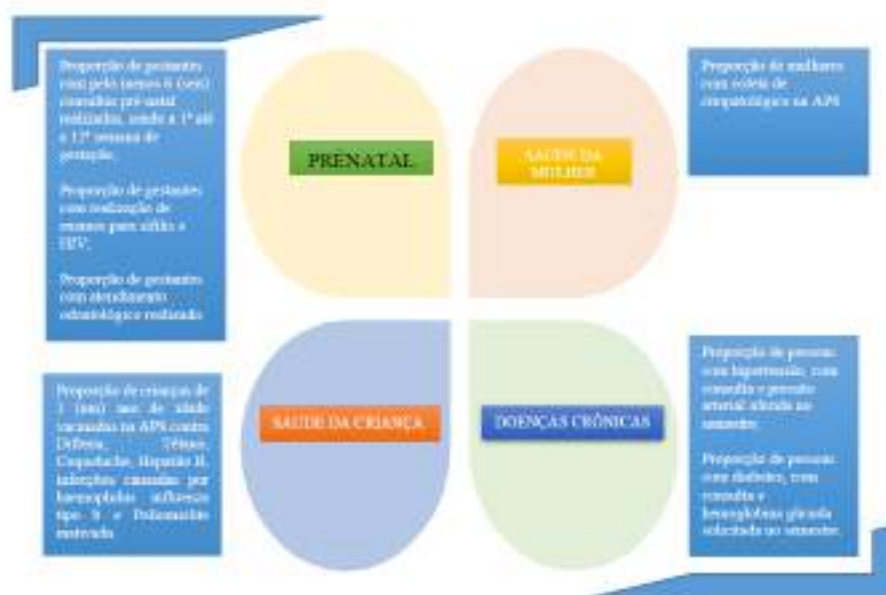 Proporção de gestantes
com pelo menos 6 (seis)
consultas pré-natal
realizadas, sendo a 1ª até
a 12ª semana de
gestação.
Proporção de gestantes
com realização de
exames para sífilis e
HIV;
Proporção de gestantes
com atendimento
odontológico realizado
PRÉNATAL
SAÚDE DA
MULHER
Proporção de mulheres
com coleta de
citopatológico na APS
Proporção de crianças de
1 (um) ano de idade
vacinadas na APS contra
Difteria, Tétano,
Coqueluche, Hepatite B,
infecções causadas por
haemophilus influenza
tipo b e Poliomielite
inativada
SAÚDE DA CRIANÇA
DOENÇAS CRÔNICAS
Proporção de pessoas
com hipertensão, com
consulta e pressão
arterial aferida no
semestre
Proporção de pessoas
com diabetes, com
consulta e
hemoglobina glicada
solicitada no semestre.